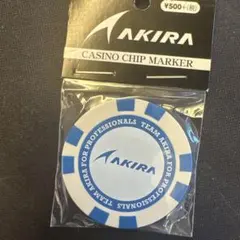 ¥500+(税)
AKIRA
CASINO CHIP MARKER
TEAM AKIRA FOR PROFESSIONALS
AKIRA
TEAM AKIRA FOR PROFESSIONALS